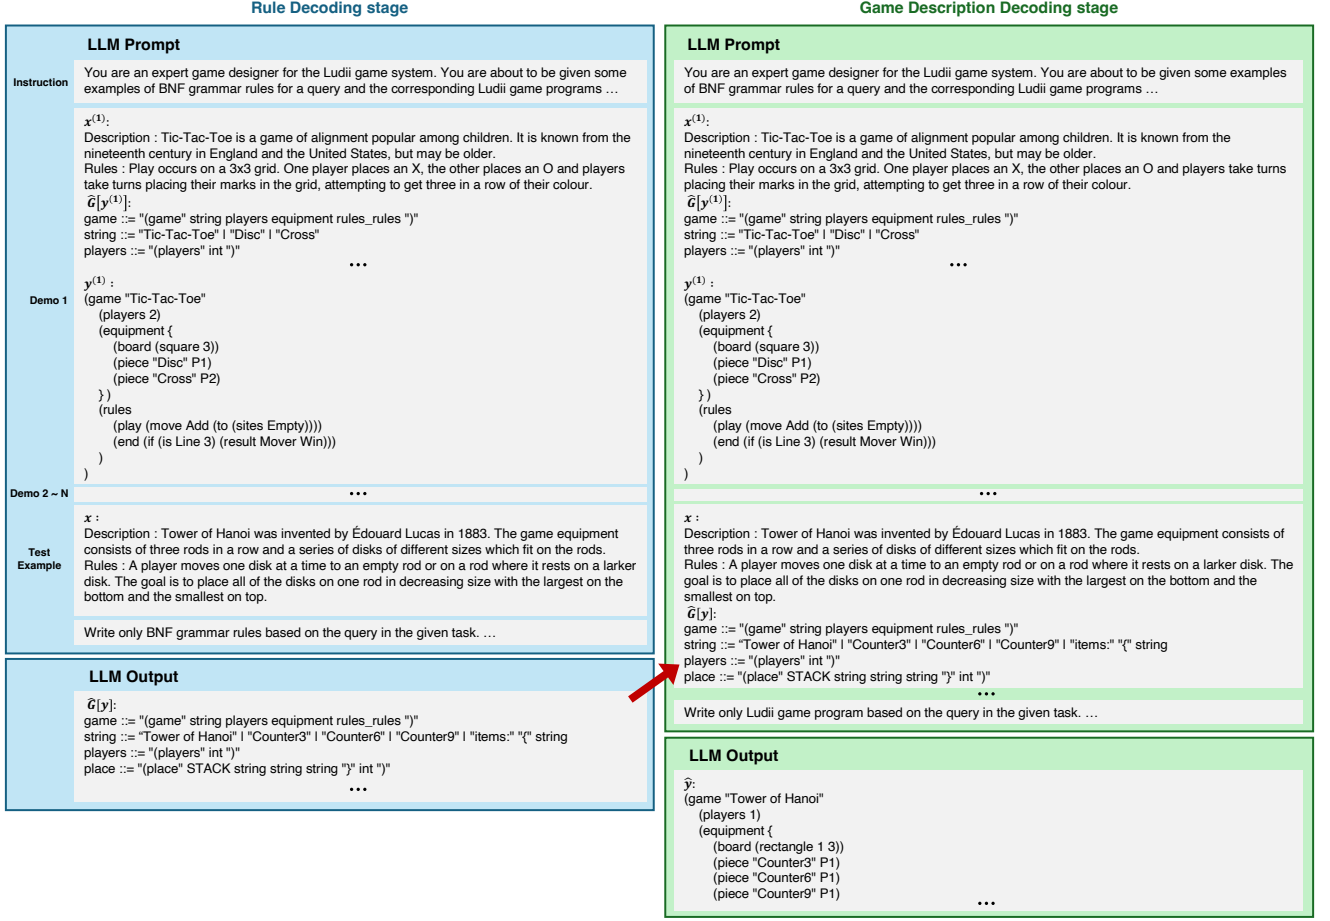 Rule Decoding stage
LLM Prompt
Instruction
You are an expert game designer for the Ludii game system. You are about to be given some
examples of BNF grammar rules for a query and the corresponding Ludii game programs …
Demo 1
x⁽¹⁾:
Description : Tic-Tac-Toe is a game of alignment popular among children. It is known from the
nineteenth century in England and the United States, but may be older.
Rules : Play occurs on a 3x3 grid. One player places an X, the other places an O and players
take turns placing their marks in the grid, attempting to get three in a row of their colour.
Ĝ[y⁽¹⁾]:
game ::= "(game" string players equipment rules_rules ")"
string ::= "Tic-Tac-Toe" | "Disc" | "Cross"
players ::= "(players" int ")"
...
y⁽¹⁾ :
(game "Tic-Tac-Toe"
(players 2)
(equipment {
(board (square 3))
(piece "Disc" P1)
(piece "Cross" P2)
} )
(rules
(play (move Add (to (sites Empty))))
(end (if (is Line 3) (result Mover Win)))
)
)
Demo 2 ~ N
...
Test
Example
x :
Description : Tower of Hanoi was invented by Édouard Lucas in 1883. The game equipment
consists of three rods in a row and a series of disks of different sizes which fit on the rods.
Rules : A player moves one disk at a time to an empty rod or on a rod where it rests on a larker
disk. The goal is to place all of the disks on one rod in decreasing size with the largest on the
bottom and the smallest on top.
Write only BNF grammar rules based on the query in the given task. …
LLM Output
Ĝ[y]:
game ::= "(game" string players equipment rules_rules ")"
string ::= “Tower of Hanoi" | "Counter3" | "Counter6" | "Counter9" | "items:" "{" string
players ::= "(players" int ")"
place ::= "(place" STACK string string string "}" int ")"
...
Game Description Decoding stage
LLM Prompt
You are an expert game designer for the Ludii game system. You are about to be given some examples
of BNF grammar rules for a query and the corresponding Ludii game programs …
x⁽¹⁾:
Description : Tic-Tac-Toe is a game of alignment popular among children. It is known from the
nineteenth century in England and the United States, but may be older.
Rules : Play occurs on a 3x3 grid. One player places an X, the other places an O and players take turns
placing their marks in the grid, attempting to get three in a row of their colour.
Ĝ[y⁽¹⁾]:
game ::= "(game" string players equipment rules_rules ")"
string ::= "Tic-Tac-Toe" | "Disc" | "Cross"
players ::= "(players" int ")"
...
y⁽¹⁾ :
(game "Tic-Tac-Toe"
(players 2)
(equipment {
(board (square 3))
(piece "Disc" P1)
(piece "Cross" P2)
} )
(rules
(play (move Add (to (sites Empty))))
(end (if (is Line 3) (result Mover Win)))
)
)
...
x :
Description : Tower of Hanoi was invented by Édouard Lucas in 1883. The game equipment consists of
three rods in a row and a series of disks of different sizes which fit on the rods.
Rules : A player moves one disk at a time to an empty rod or on a rod where it rests on a larker disk. The
goal is to place all of the disks on one rod in decreasing size with the largest on the bottom and the
smallest on top.
Ĝ[y]:
game ::= "(game" string players equipment rules_rules ")"
string ::= “Tower of Hanoi" | "Counter3" | "Counter6" | "Counter9" | "items:" "{" string
players ::= "(players" int ")"
place ::= "(place" STACK string string string "}" int ")"
...
Write only Ludii game program based on the query in the given task. …
LLM Output
ŷ:
(game "Tower of Hanoi"
(players 1)
(equipment {
(board (rectangle 1 3))
(piece "Counter3" P1)
(piece "Counter6" P1)
(piece "Counter9" P1)
...